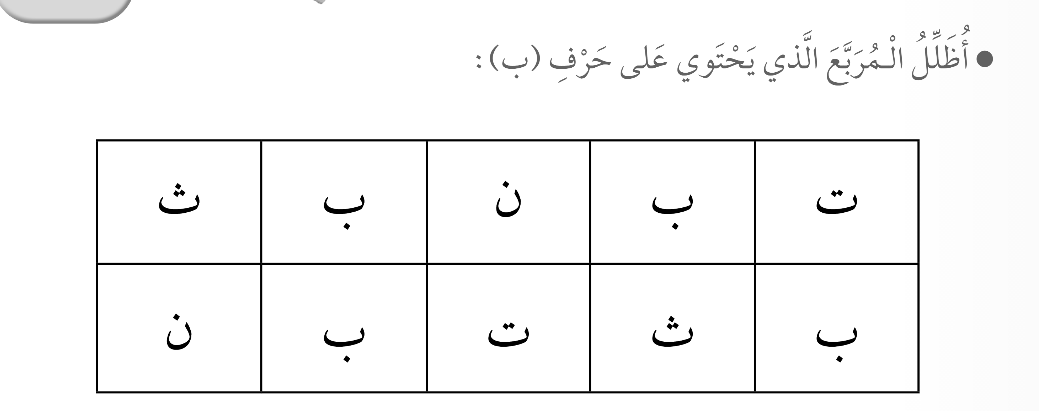 ● أُظَلِّلُ الْمُرَبَّعَ الَّذي يَحْتَوي عَلى حَرْفِ (ب):
ت ب ن ب ث
ب ث ت ب ن